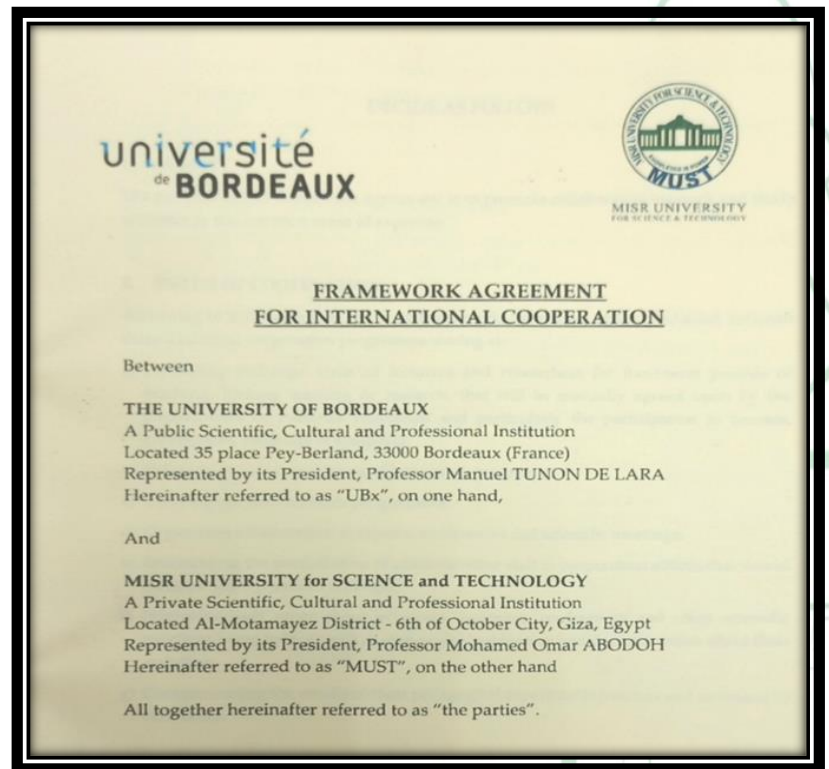 université
de BORDEAUX
MISR UNIVERSITY FOR SCIENCE & TECHNOLOGY
MUST
MISR UNIVERSITY
FOR SCIENCE & TECHNOLOGY
FRAMEWORK AGREEMENT
FOR INTERNATIONAL COOPERATION
Between
THE UNIVERSITY OF BORDEAUX
A Public Scientific, Cultural and Professional Institution
Located 35 place Pey-Berland, 33000 Bordeaux (France)
Represented by its President, Professor Manuel TUNON DE LARA
Hereinafter referred to as “UBx”, on one hand,
And
MISR UNIVERSITY for SCIENCE and TECHNOLOGY
A Private Scientific, Cultural and Professional Institution
Located Al-Motamayez District - 6th of October City, Giza, Egypt
Represented by its President, Professor Mohamed Omar ABODOH
Hereinafter referred to as “MUST”, on the other hand
All together hereinafter referred to as “the parties”.